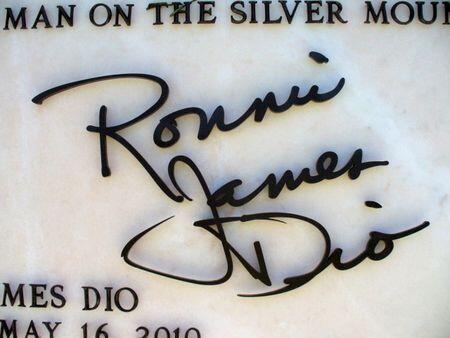 MAN ON THE SILVER MOU
Ronnie
James
Dio
MES DIO
MAY 16, 2010